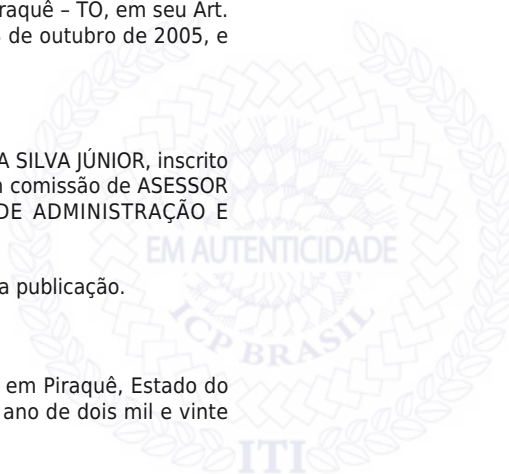 raquê – TO, em seu Art.
de outubro de 2005, e
A SILVA JÚNIOR, inscrito
comissão de ASESSOR
DE ADMINISTRAÇÃO E
EM AUTENTICIDADE
a publicação.
ICP BRASIL
em Piraquê, Estado do
ano de dois mil e vinte
ITI